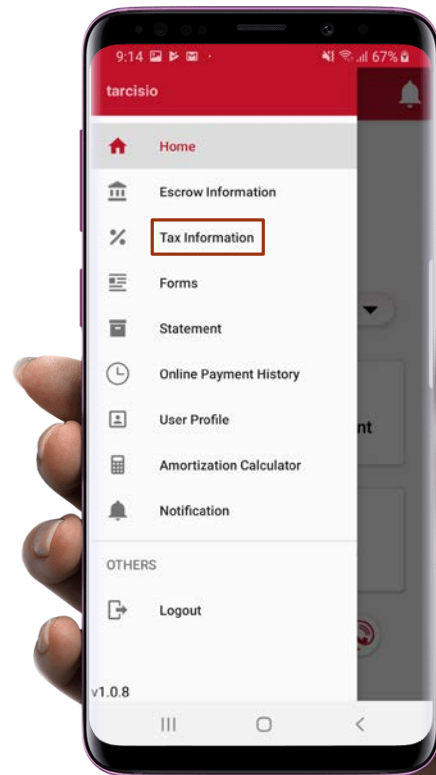 9:14 67%
tarcisio
Home
Escrow Information
Tax Information
Forms
Statement
nt
Online Payment History
User Profile
Amortization Calculator
Notification
OTHERS
Logout
v1.0.8